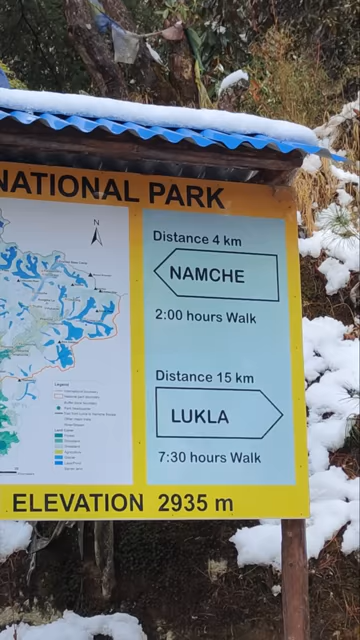 NATIONAL PARK
N
Distance 4 km
NAMCHE
2:00 hours Walk
Distance 15 km
LUKLA
7:30 hours Walk
Legend
ELEVATION 2935 m